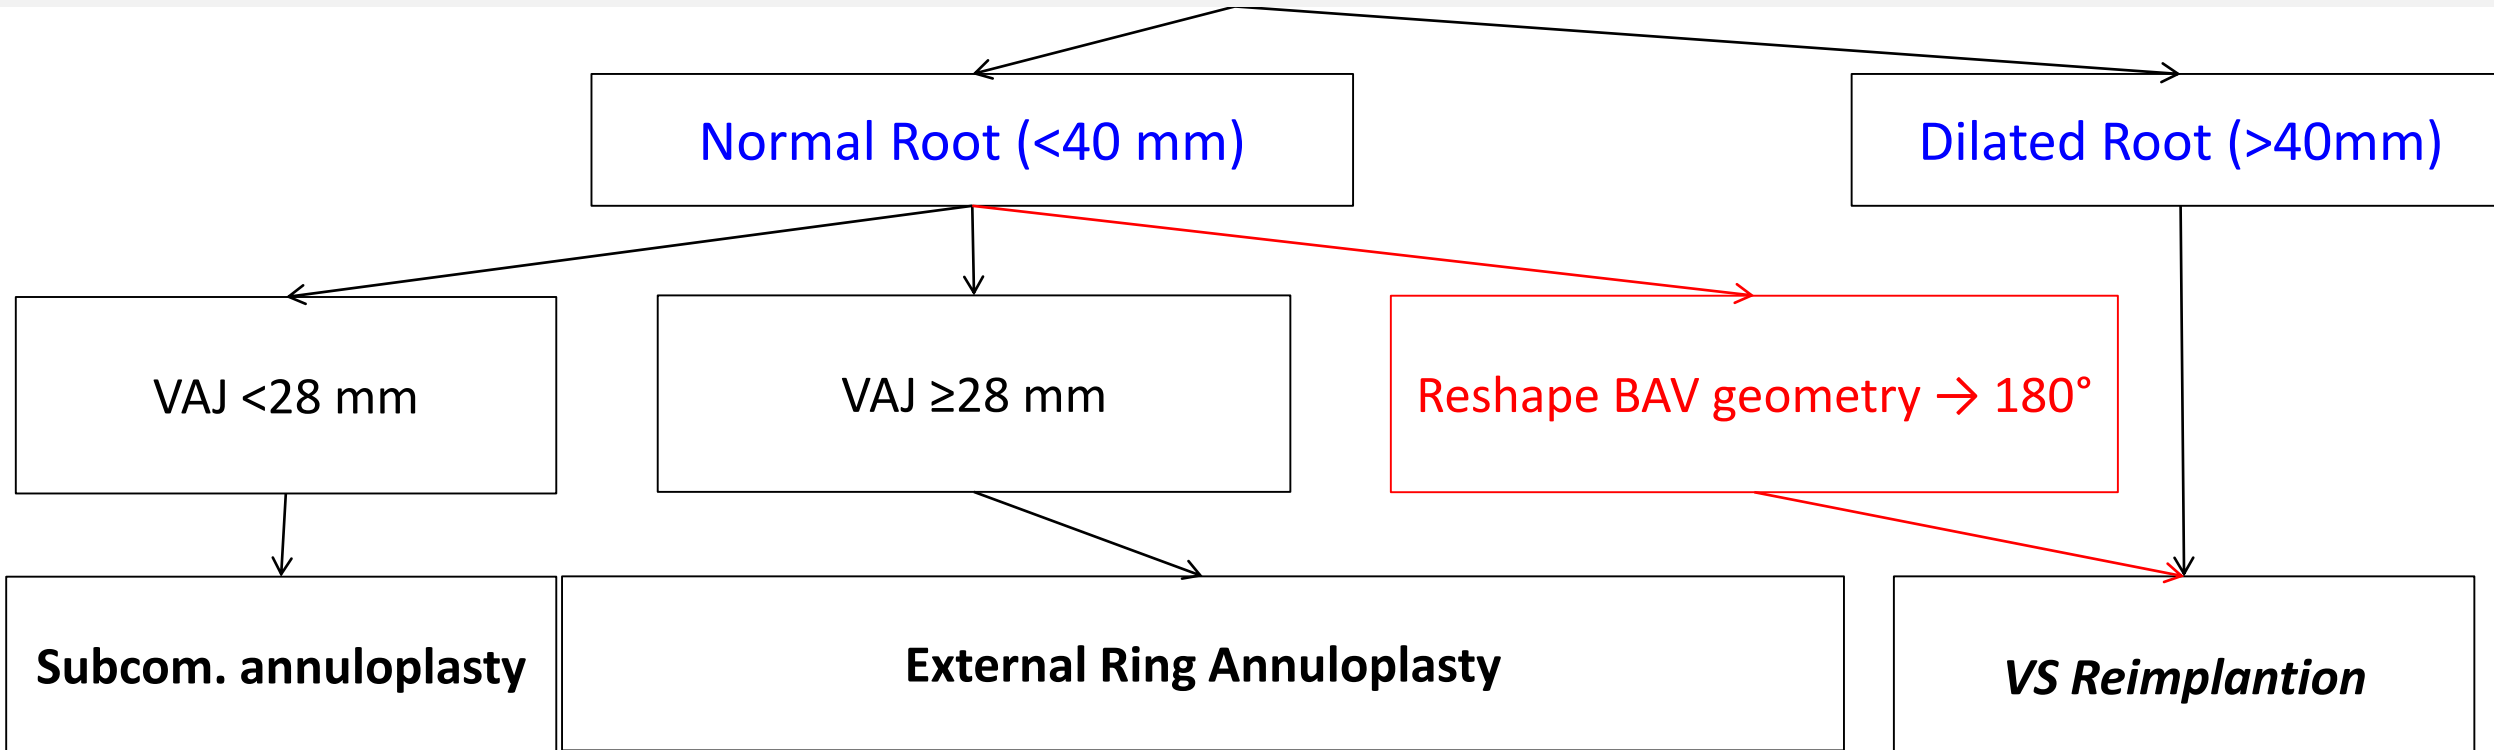 Normal Root (<40 mm)
Dilated Root (>40mm)
VAJ <28 mm
VAJ ≥28 mm
Reshape BAV geometry → 180°
Subcom. annuloplasty
External Ring Annuloplasty
VS Reimplantation